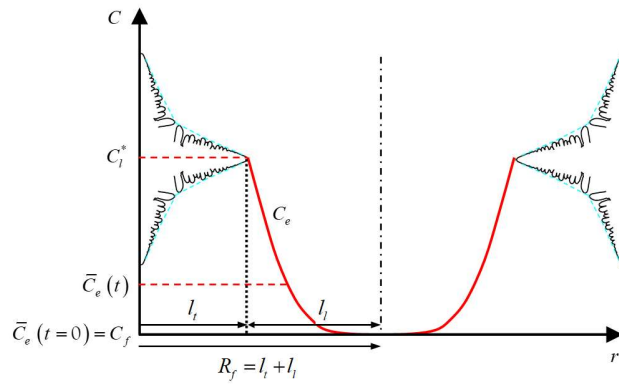 C
C_l^*
C_e
C̅_e (t)
l_t
l_l
C̅_e (t=0) = C_f
r
R_f = l_t + l_l